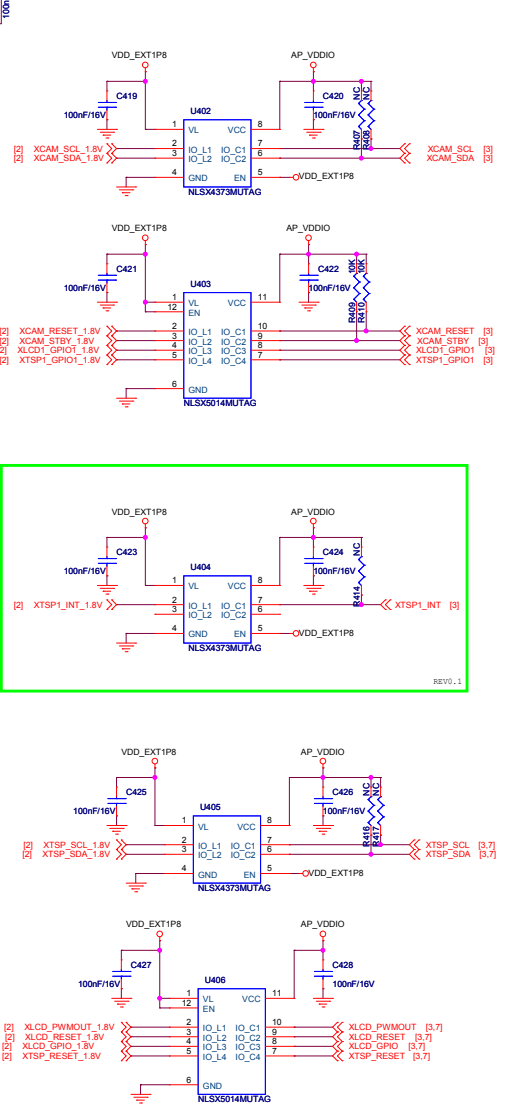 100n
VDD_EXT1P8 AP_VDDIO
C419 C420 NC NC
100nF/16V U402 100nF/16V
R407 R408
1 VL VCC 8
[2] XCAM_SCL_1.8V 2 IO_L1 IO_C1 7 XCAM_SCL [3]
[2] XCAM_SDA_1.8V 3 IO_L2 IO_C2 6 XCAM_SDA [3]
4 GND EN 5 VDD_EXT1P8
NLSX4373MUTAG
VDD_EXT1P8 AP_VDDIO
C421 C422 10K 10K
100nF/16V U403 100nF/16V
R409 R410
1 VL VCC 11
12 EN
[2] XCAM_RESET_1.8V 2 IO_L1 IO_C1 10 XCAM_RESET [3]
2] XCAM_STBY_1.8V 3 IO_L2 IO_C2 9 XCAM_STBY [3]
2] XLCD1_GPIO1_1.8V 4 IO_L3 IO_C3 8 XLCD1_GPIO1 [3]
2] XTSP1_GPIO1_1.8V 5 IO_L4 IO_C4 7 XTSP1_GPIO1 [3]
6 GND
NLSX5014MUTAG
VDD_EXT1P8 AP_VDDIO
C423 C424 NC
100nF/16V U404 100nF/16V
R414
1 VL VCC 8
[2] XTSP1_INT_1.8V 2 IO_L1 IO_C1 7 XTSP1_INT [3]
3 IO_L2 IO_C2 6
4 GND EN 5 VDD_EXT1P8
NLSX4373MUTAG
REV0.1
VDD_EXT1P8 AP_VDDIO
C425 C426 NC NC
100nF/16V U405 100nF/16V
R416 R417
1 VL VCC 8
[2] XTSP_SCL_1.8V 2 IO_L1 IO_C1 7 XTSP_SCL [3,7]
[2] XTSP_SDA_1.8V 3 IO_L2 IO_C2 6 XTSP_SDA [3,7]
4 GND EN 5 VDD_EXT1P8
NLSX4373MUTAG
VDD_EXT1P8 AP_VDDIO
C427 C428
100nF/16V U406 100nF/16V
1 VL VCC 11
12 EN
[2] XLCD_PWMOUT_1.8V 2 IO_L1 IO_C1 10 XLCD_PWMOUT [3,7]
[2] XLCD_RESET_1.8V 3 IO_L2 IO_C2 9 XLCD_RESET [3,7]
[2] XLCD_GPIO_1.8V 4 IO_L3 IO_C3 8 XLCD_GPIO [3,7]
[2] XTSP_RESET_1.8V 5 IO_L4 IO_C4 7 XTSP_RESET [3,7]
6 GND
NLSX5014MUTAG